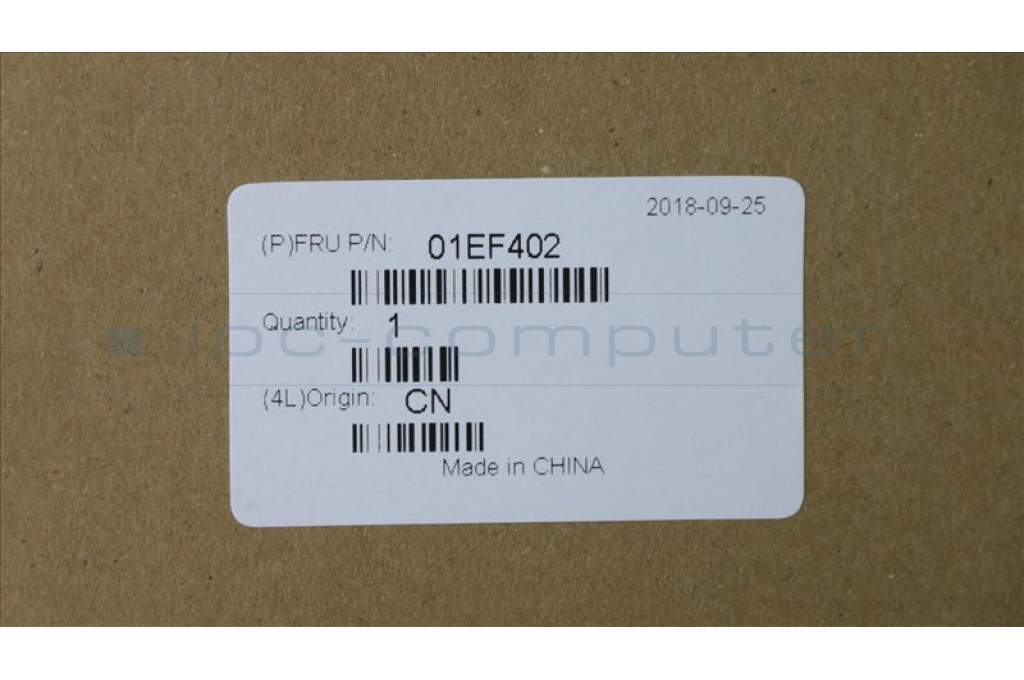 2018-09-25
(P)FRU P/N: 01EF402
Quantity: 1
ipc-computer
(4L)Origin: CN
Made in CHINA